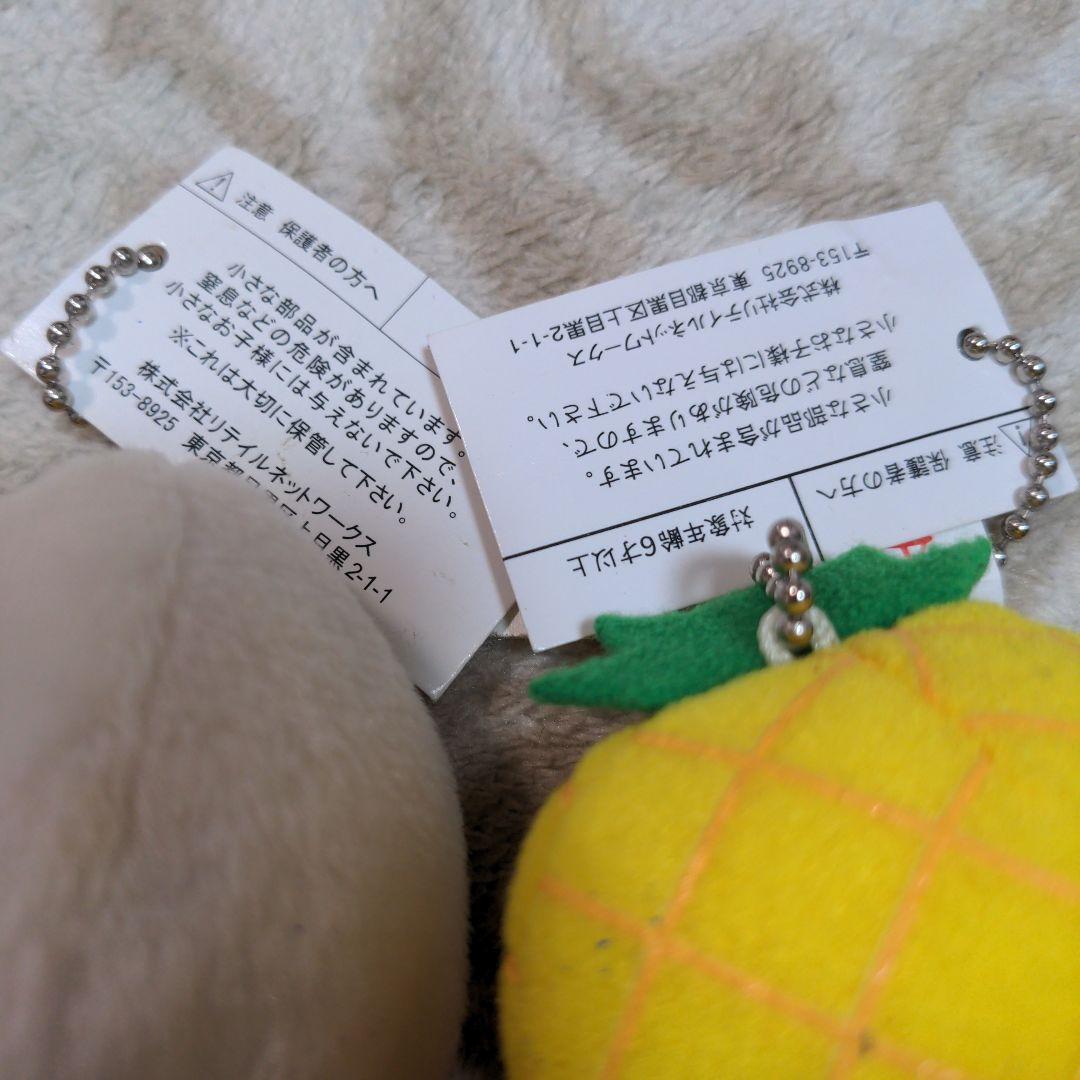 注意 保護者の方へ
小さな部品が含まれています。
窒息などの危険がありますので、
小さなお子様には与えないで下さい。
※これは大切に保管して下さい。
株式会社リテイルネットワークス
〒153-8925 東京都目黒区上目黒2-1-1
注意 保護者の方へ
対象年齢6才以上
小さな部品が含まれています。
窒息などの危険がありますので、
小さなお子様には与えないで下さい。
株式会社リテイルネットワークス
〒153-8925 東京都目黒区上目黒2-1-1